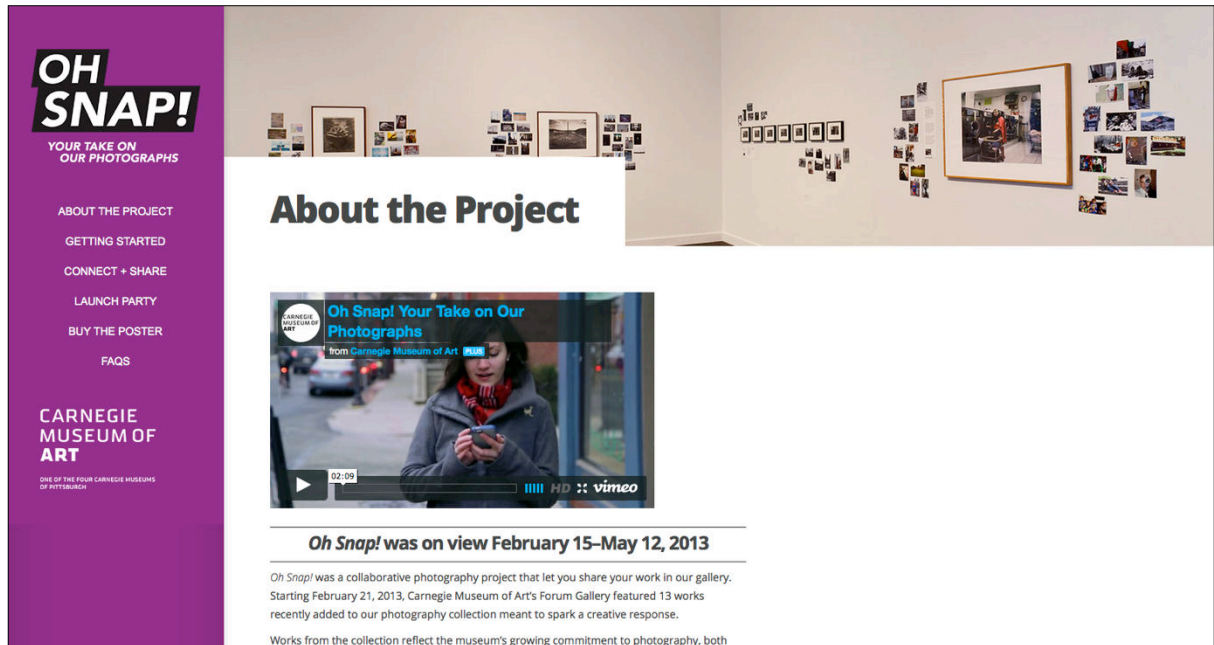 OH
SNAP!
YOUR TAKE ON
OUR PHOTOGRAPHS
ABOUT THE PROJECT
GETTING STARTED
CONNECT + SHARE
LAUNCH PARTY
BUY THE POSTER
FAQS
CARNEGIE
MUSEUM OF
ART
ONE OF THE FOUR CARNEGIE MUSEUMS
OF PITTSBURGH
About the Project
CARNEGIE
MUSEUM OF
ART
Oh Snap! Your Take on Our
Photographs
from Carnegie Museum of Art PLUS
02:09
HD vimeo
Oh Snap! was on view February 15–May 12, 2013
Oh Snap! was a collaborative photography project that let you share your work in our gallery.
Starting February 21, 2013, Carnegie Museum of Art's Forum Gallery featured 13 works
recently added to our photography collection meant to spark a creative response.
Works from the collection reflect the museum's growing commitment to photography, both